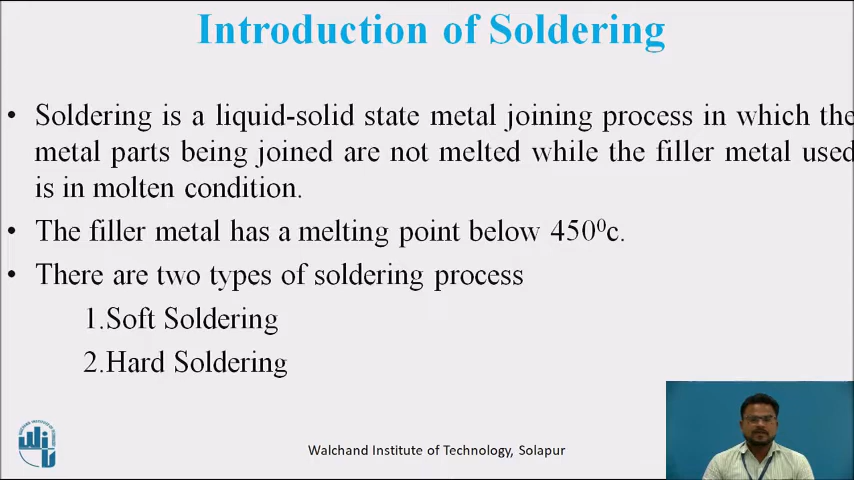 Introduction of Soldering
• Soldering is a liquid-solid state metal joining process in which the
metal parts being joined are not melted while the filler metal used
is in molten condition.
• The filler metal has a melting point below 450⁰c.
• There are two types of soldering process
1.Soft Soldering
2.Hard Soldering
Walchand Institute of Technology, Solapur